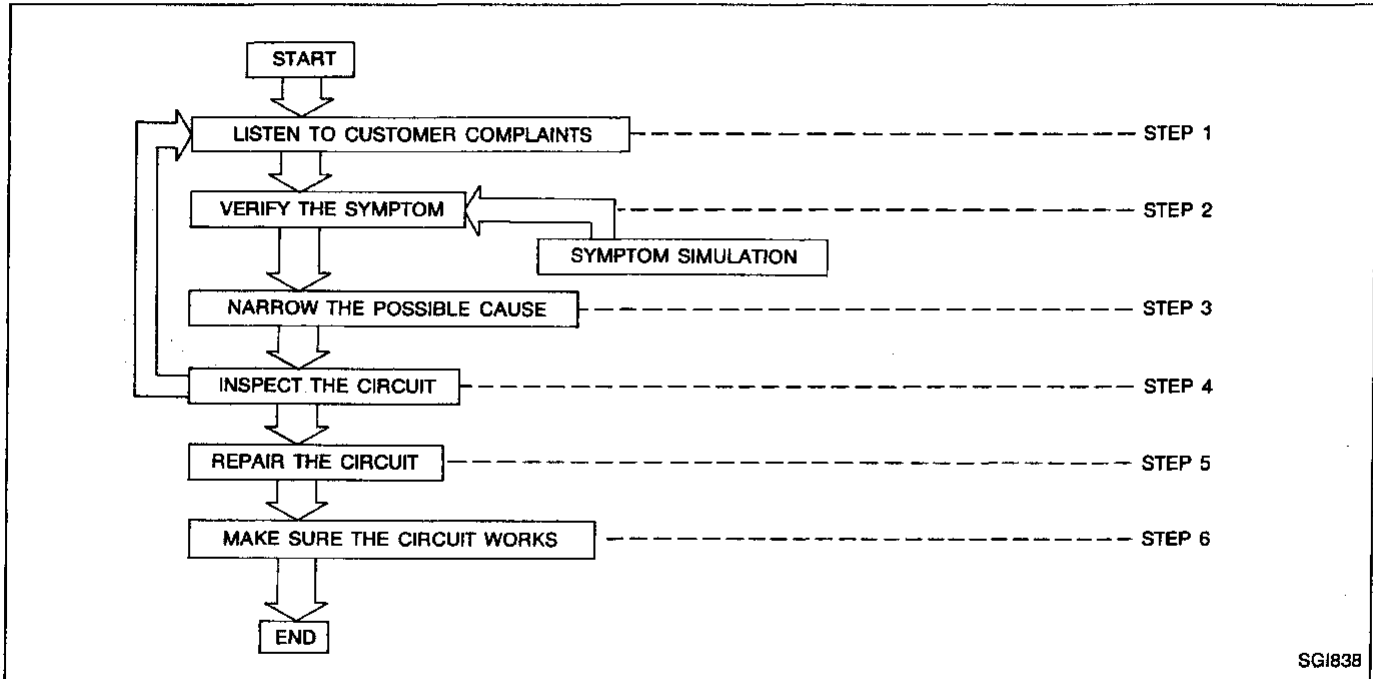 START
LISTEN TO CUSTOMER COMPLAINTS STEP 1
VERIFY THE SYMPTOM STEP 2
SYMPTOM SIMULATION
NARROW THE POSSIBLE CAUSE STEP 3
INSPECT THE CIRCUIT STEP 4
REPAIR THE CIRCUIT STEP 5
MAKE SURE THE CIRCUIT WORKS STEP 6
END
SGI838